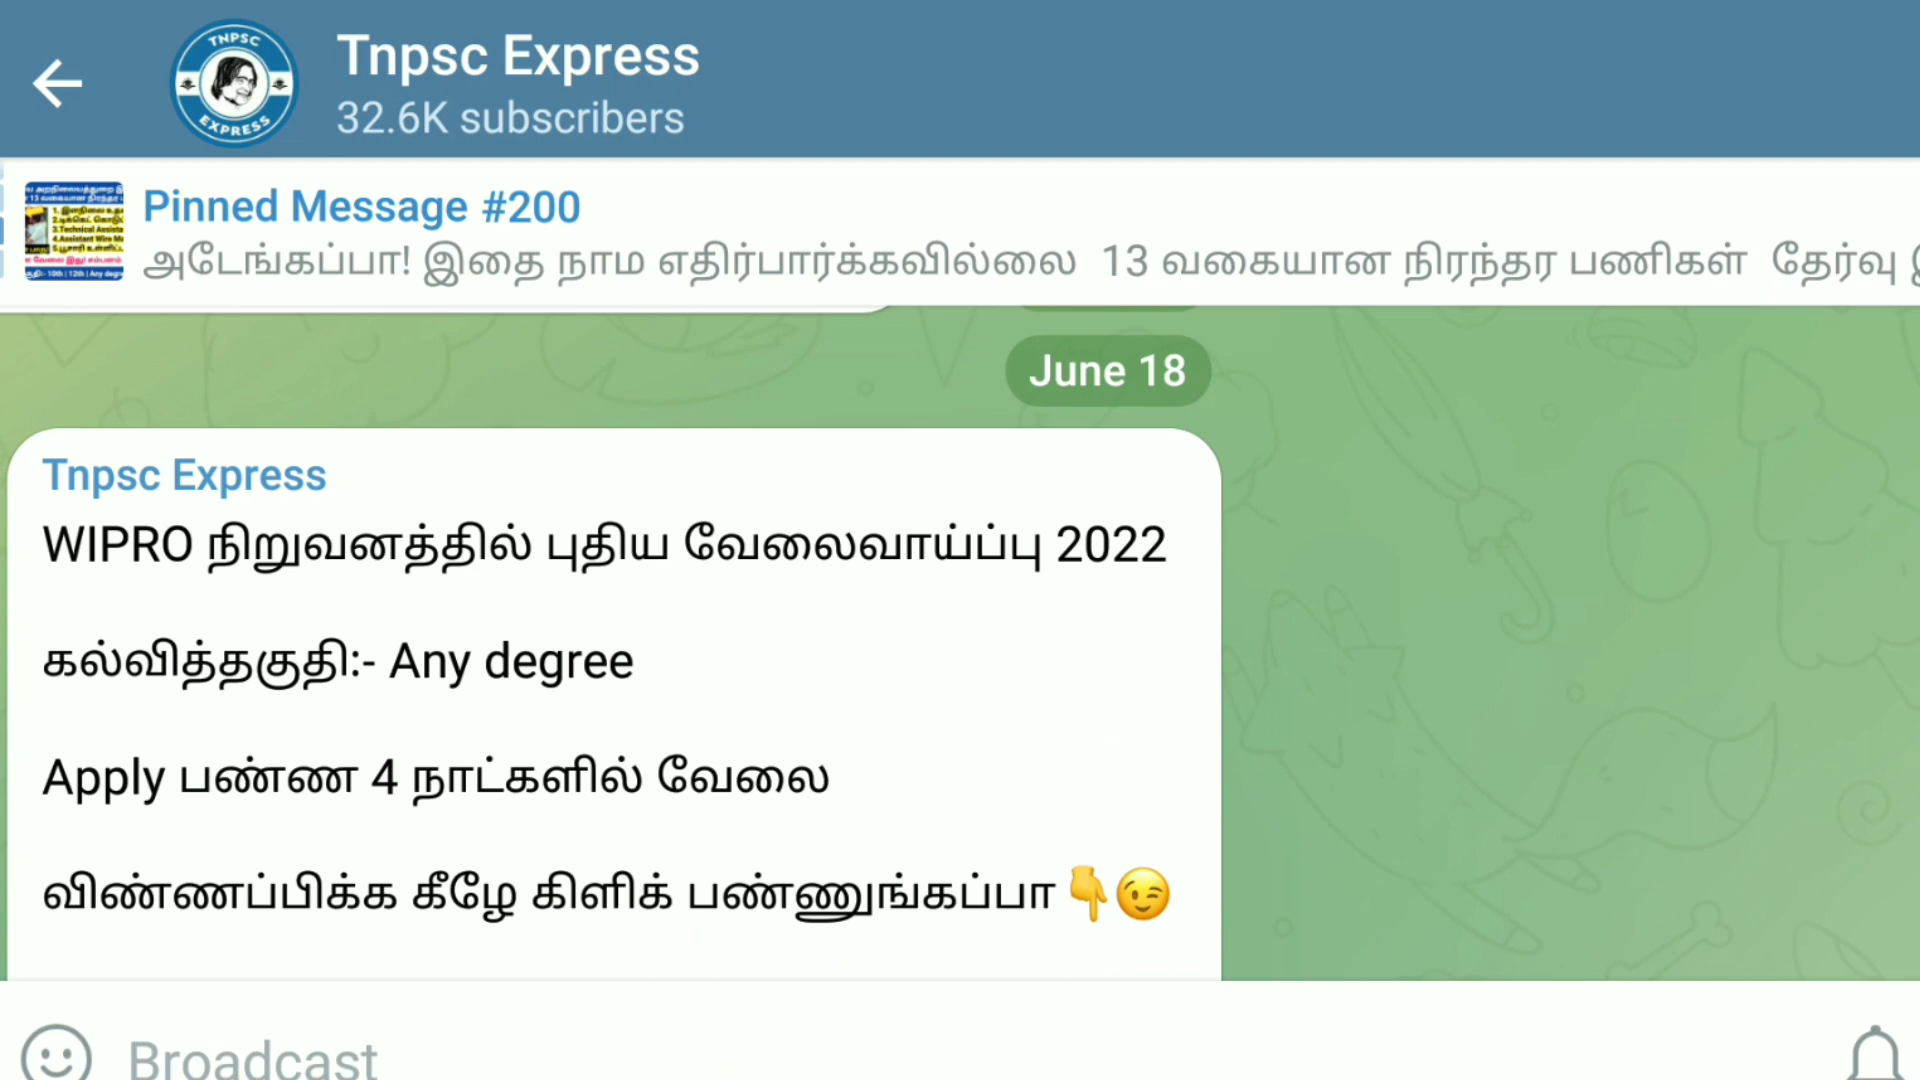 TNPSC
EXPRESS
Tnpsc Express
32.6K subscribers
Pinned Message #200
அடேங்கப்பா! இதை நாம எதிர்பார்க்கவில்லை 13 வகையான நிரந்தர பணிகள் தேர்வு
June 18
Tnpsc Express
WIPRO நிறுவனத்தில் புதிய வேலைவாய்ப்பு 2022
கல்வித்தகுதி:- Any degree
Apply பண்ண 4 நாட்களில் வேலை
விண்ணப்பிக்க கீழே கிளிக் பண்ணுங்கப்பா👇😉
Broadcast